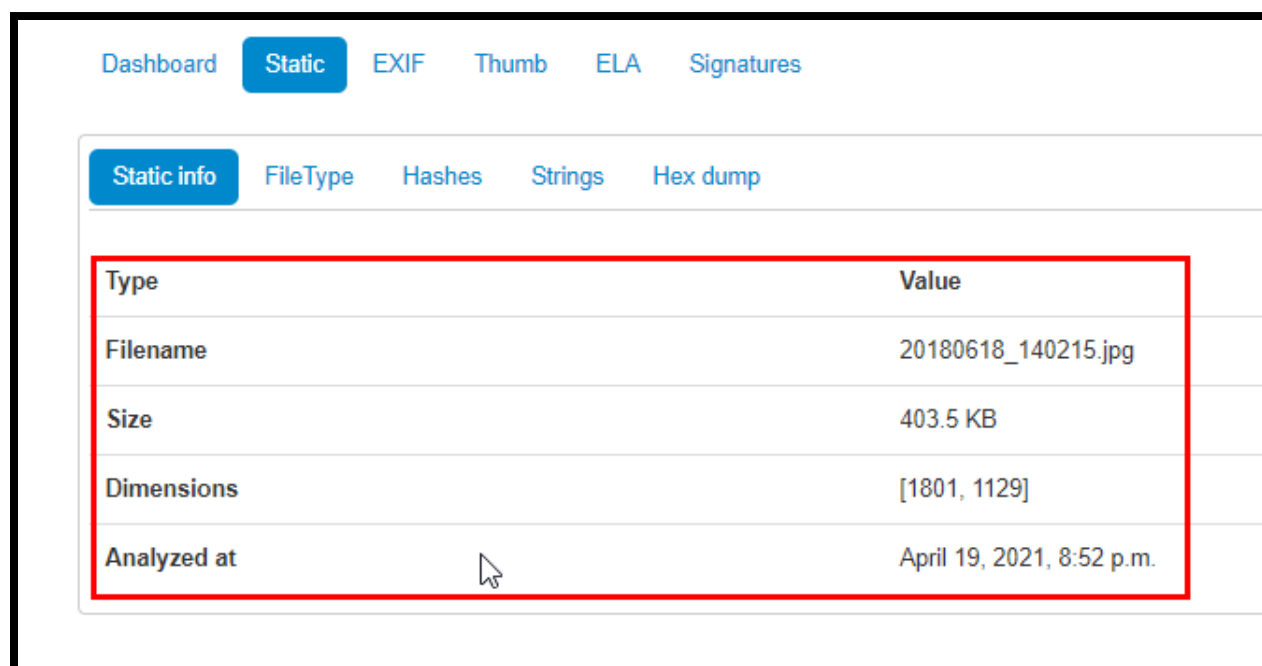 Dashboard Static EXIF Thumb ELA Signatures
Static info FileType Hashes Strings Hex dump
Type Value
Filename 20180618_140215.jpg
Size 403.5 KB
Dimensions [1801, 1129]
Analyzed at April 19, 2021, 8:52 p.m.